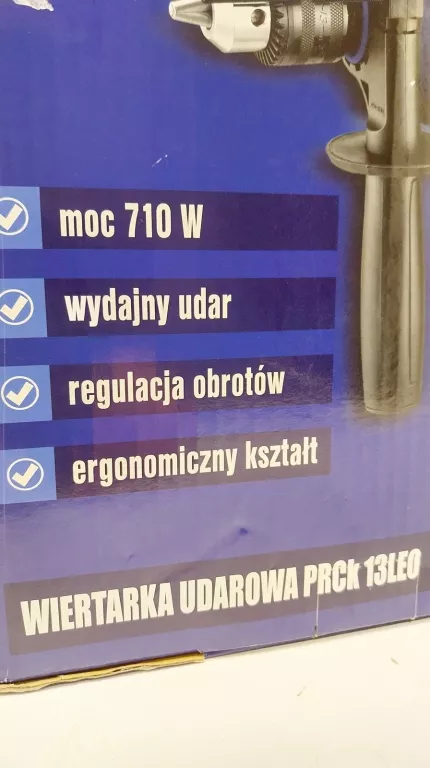 moc 710 W
wydajny udar
regulacja obrotów
ergonomiczny kształt
WIERTARKA UDAROWA PRCk 13LEO